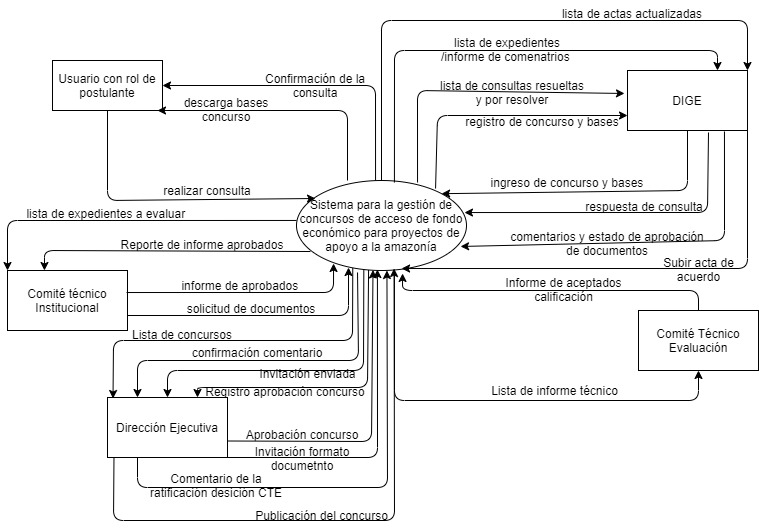 lista de actas actualizadas
lista de expedientes
/informe de comenatrios
Usuario con rol de
postulante
Confirmación de la
consulta
lista de consultas resueltas
y por resolver
DIGE
descarga bases
concurso
registro de concurso y bases
realizar consulta
ingreso de concurso y bases
Sistema para la gestión de
concursos de acceso de fondo
económico para proyectos de
apoyo a la amazonía
lista de expedientes a evaluar
respuesta de consulta
Reporte de informe aprobados
comentarios y estado de aprobación
de documentos
Subir acta de
acuerdo
Comité técnico
Institucional
informe de aprobados
solicitud de documentos
Informe de aceptados
calificación
Lista de concursos
Comité Técnico
Evaluación
confirmación comentario
Invitación enviada
Registro aprobación concurso
Lista de informe técnico
Dirección Ejecutiva
Aprobación concurso
Invitación formato
documetnto
Comentario de la
ratificación desición CTE
Publicación del concurso